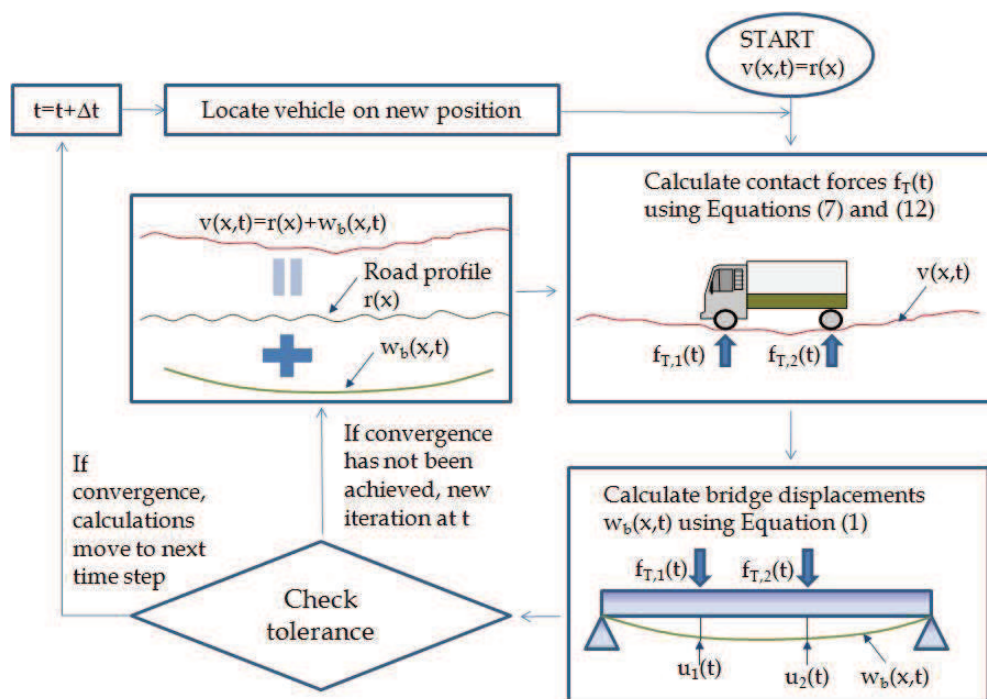 START
v(x,t)=r(x)
t=t+Δt
Locate vehicle on new position
Calculate contact forces f_T(t)
using Equations (7) and (12)
v(x,t)
f_T,1(t)
f_T,2(t)
v(x,t)=r(x)+w_b(x,t)
Road profile
r(x)
w_b(x,t)
If convergence
has not been
achieved, new
iteration at t
If
convergence,
calculations
move to next
time step
Check
tolerance
Calculate bridge displacements
w_b(x,t) using Equation (1)
f_T,1(t)
f_T,2(t)
u₁(t)
u₂(t)
w_b(x,t)